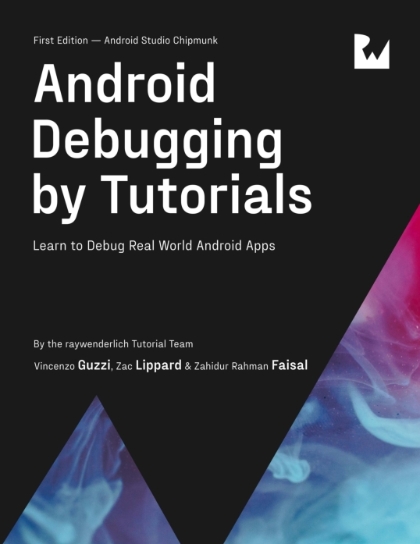 First Edition — Android Studio Chipmunk
Android
Debugging
by Tutorials
Learn to Debug Real World Android Apps
By the raywenderlich Tutorial Team
Vincenzo Guzzi, Zac Lippard & Zahidur Rahman Faisal